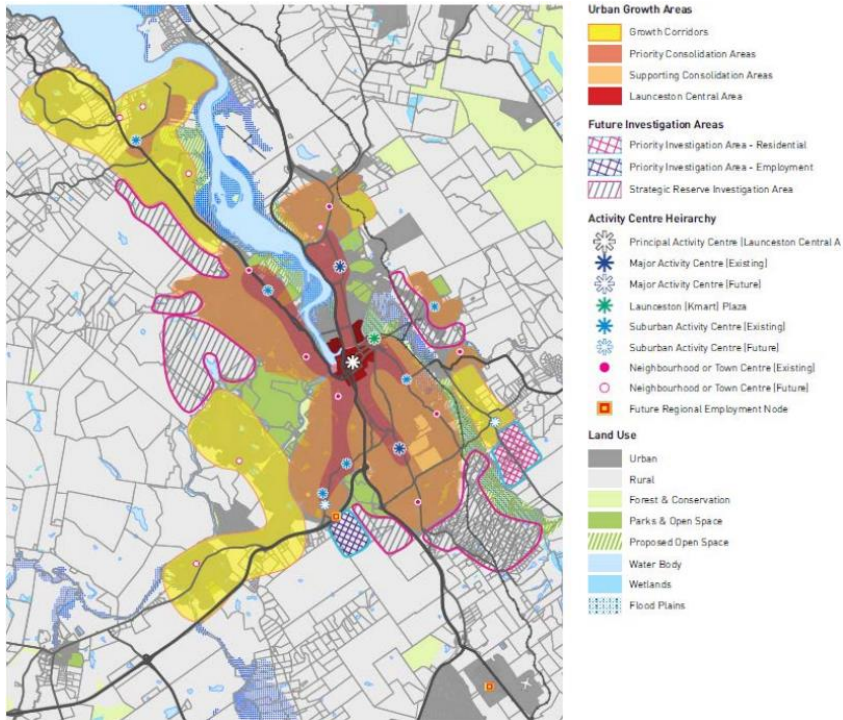 Urban Growth Areas
Growth Corridors
Priority Consolidation Areas
Supporting Consolidation Areas
Launceston Central Area
Future Investigation Areas
Priority Investigation Area - Residential
Priority Investigation Area - Employment
Strategic Reserve Investigation Area
Activity Centre Heirarchy
Principal Activity Centre (Launceston Central A
Major Activity Centre (Existing)
Major Activity Centre (Future)
Launceston (Kmart) Plaza
Suburban Activity Centre (Existing)
Suburban Activity Centre (Future)
Neighbourhood or Town Centre (Existing)
Neighbourhood or Town Centre (Future)
Future Regional Employment Node
Land Use
Urban
Rural
Forest & Conservation
Parks & Open Space
Proposed Open Space
Water Body
Wetlands
Flood Plains